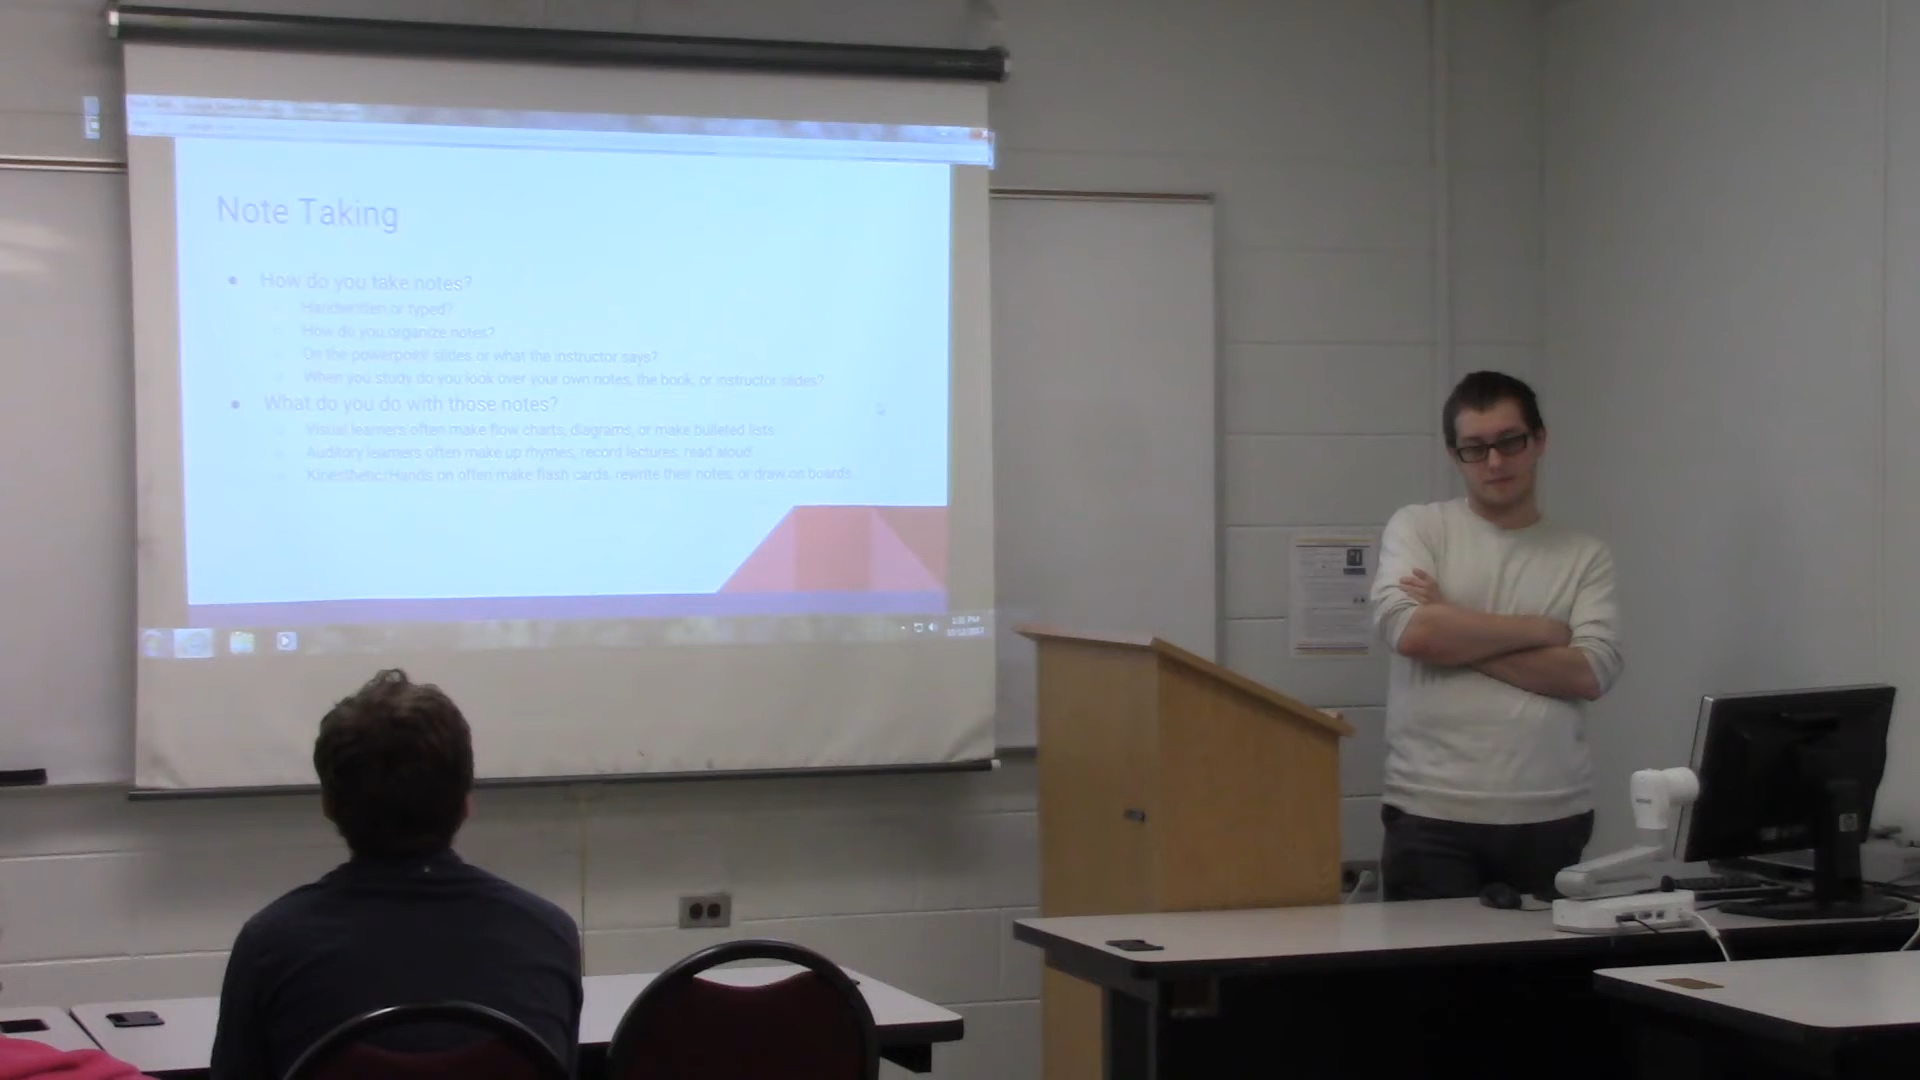 Note Taking
How do you take notes?
Handwritten or typed?
How do you organize notes?
On the powerpoint slides or what the instructor says?
When you study do you look over your own notes, the book, or instructor slides?
What do you do with those notes?
Visual learners often make flow charts, diagrams, or make bulleted lists
Auditory learners often make up rhymes, record lectures, read aloud
Kinesthetic/Hands on often make flash cards, rewrite their notes, or draw on boards
hp